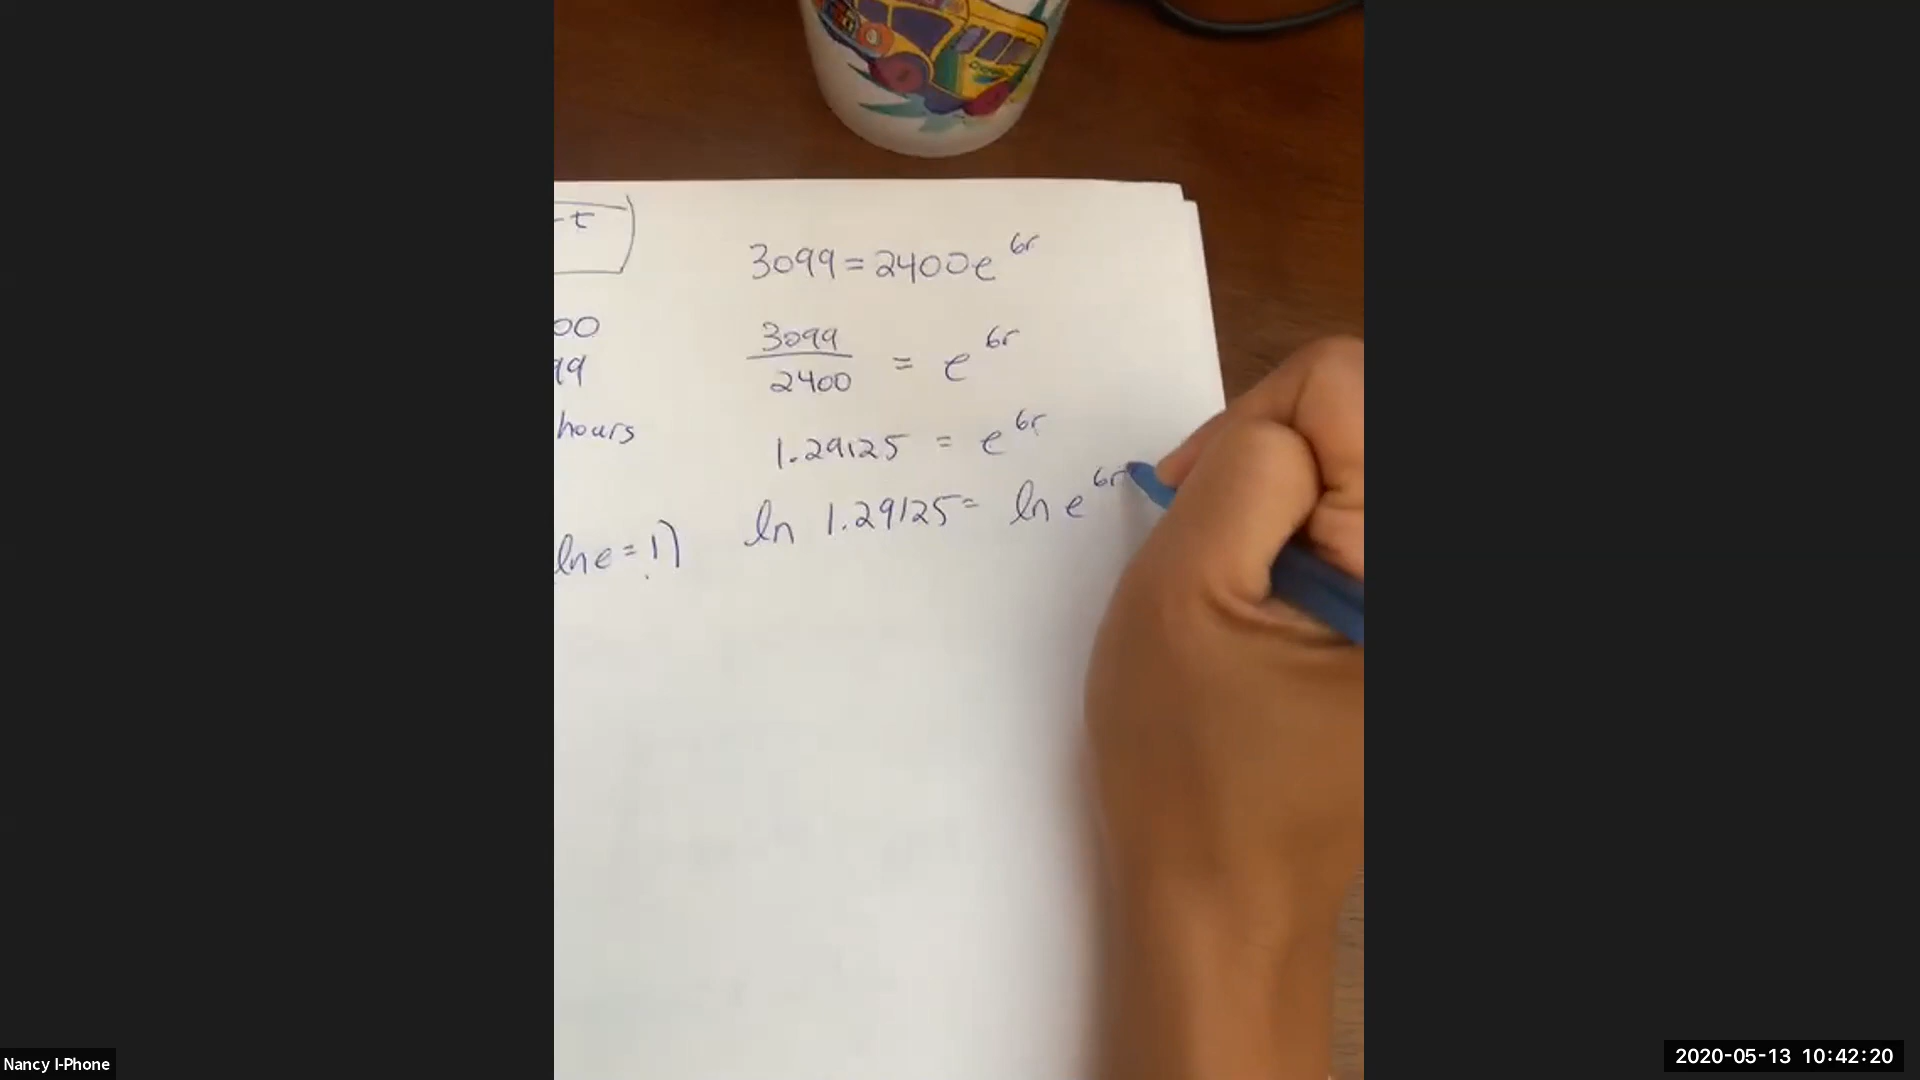 -t
3099 = 2400e^6r
00
3099/2400 = e^6r
99
hours
1.29125 = e^6r
ln 1.29125 = ln e^6r
ln e = 1)
Nancy I-Phone
2020-05-13 10:42:20